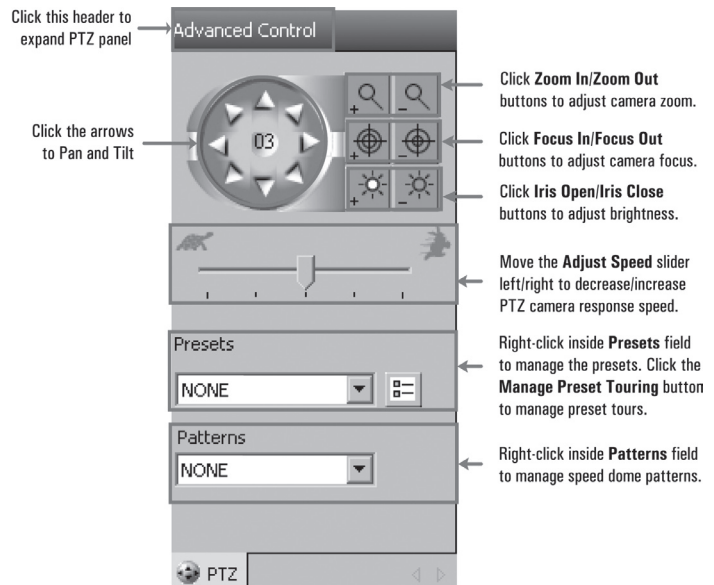 Click this header to
expand PTZ panel
Advanced Control
Click the arrows
to Pan and Tilt
03
+
-
+
-
+
-
Click Zoom In/Zoom Out
buttons to adjust camera zoom.
Click Focus In/Focus Out
buttons to adjust camera focus.
Click Iris Open/Iris Close
buttons to adjust brightness.
Move the Adjust Speed slider
left/right to decrease/increase
PTZ camera response speed.
Presets
NONE
Right-click inside Presets field
to manage the presets. Click the
Manage Preset Touring button
to manage preset tours.
Patterns
NONE
Right-click inside Patterns field
to manage speed dome patterns.
PTZ